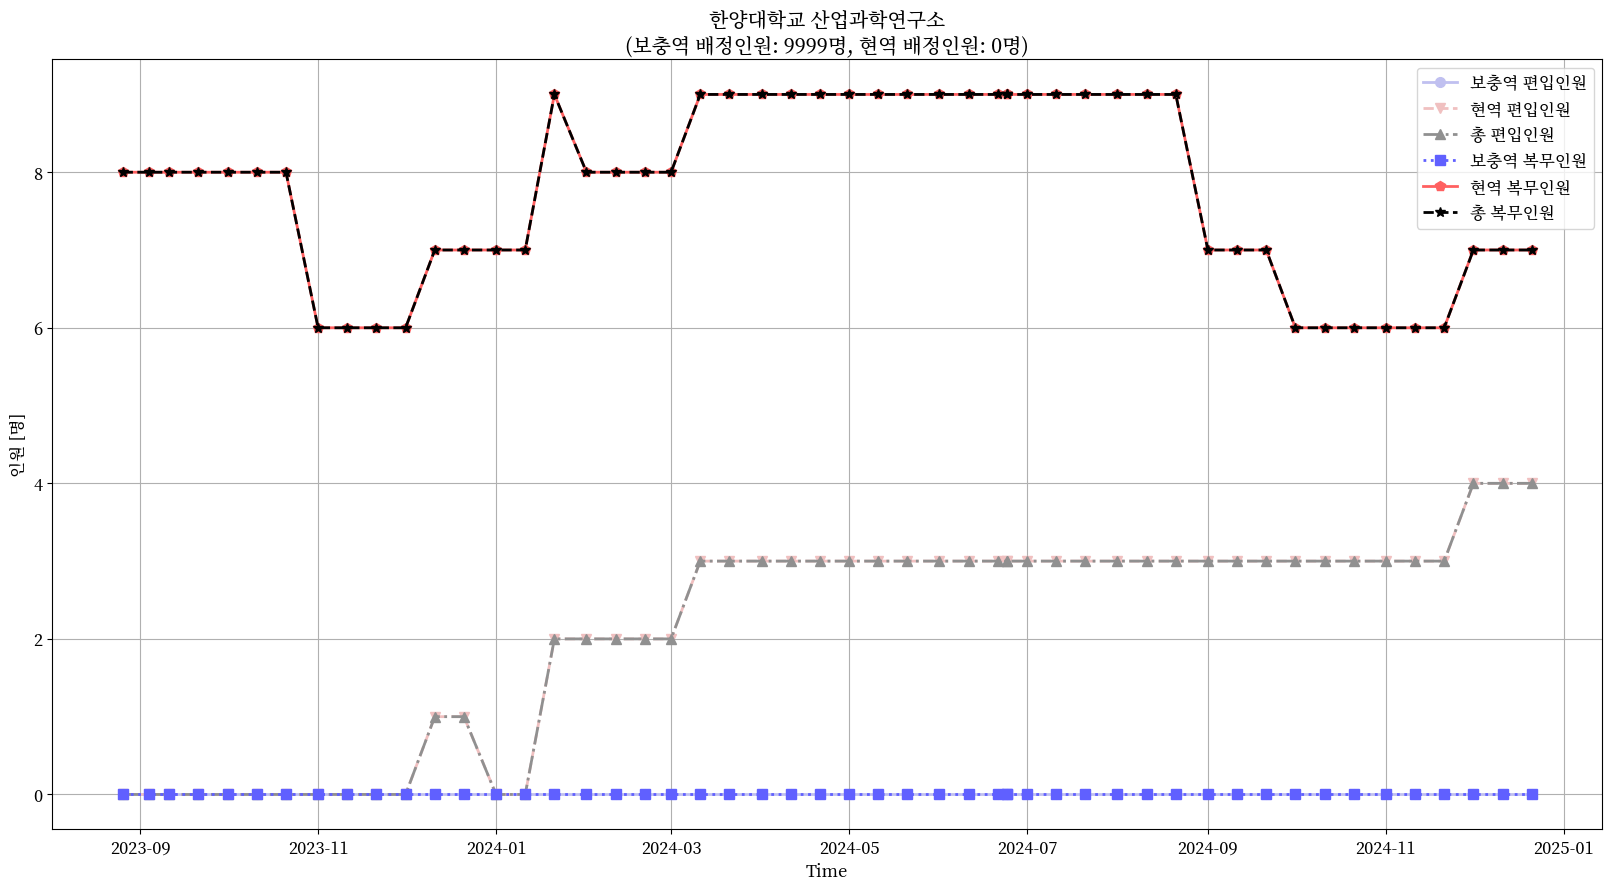 한양대학교 산업과학연구소
(보충역 배정인원: 9999명, 현역 배정인원: 0명)
보충역 편입인원
현역 편입인원
총 편입인원
보충역 복무인원
현역 복무인원
총 복무인원
인원 [명]
8
6
4
2
0
2023-09
2023-11
2024-01
2024-03
2024-05
2024-07
2024-09
2024-11
2025-01
Time